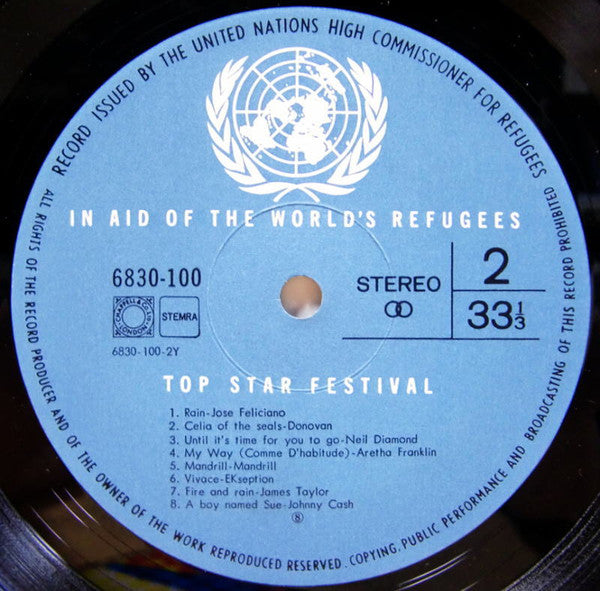 RECORD ISSUED BY THE UNITED NATIONS HIGH COMMISSIONER FOR REFUGEES
IN AID OF THE WORLD'S REFUGEES
6830-100
CHAPPELL & CO. LTD.
LONDON
STEMRA
6830-100-2Y
STEREO
2
33⅓
TOP STAR FESTIVAL
1. Rain-Jose Feliciano
2. Celia of the seals-Donovan
3. Until it's time for you to go-Neil Diamond
4. My Way (Comme D'habitude)-Aretha Franklin
5. Mandrill-Mandrill
6. Vivace-EKseption
7. Fire and rain-James Taylor
8. A boy named Sue-Johnny Cash
Ⓢ
ALL RIGHTS OF THE RECORD PRODUCER AND OF THE OWNER OF THE WORK REPRODUCED RESERVED. COPYING, PUBLIC PERFORMANCE AND BROADCASTING OF THIS RECORD PROHIBITED